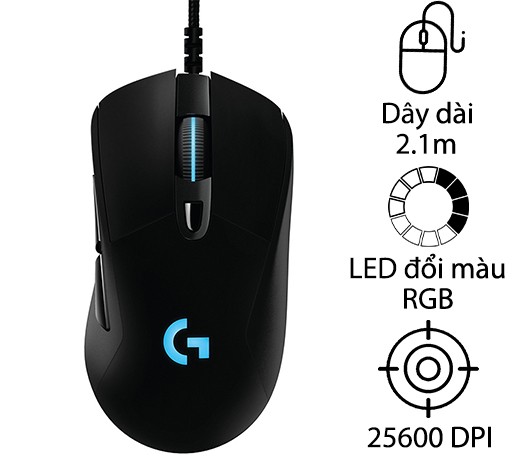 Dây dài
2.1m
LED đổi màu
RGB
G
25600 DPI